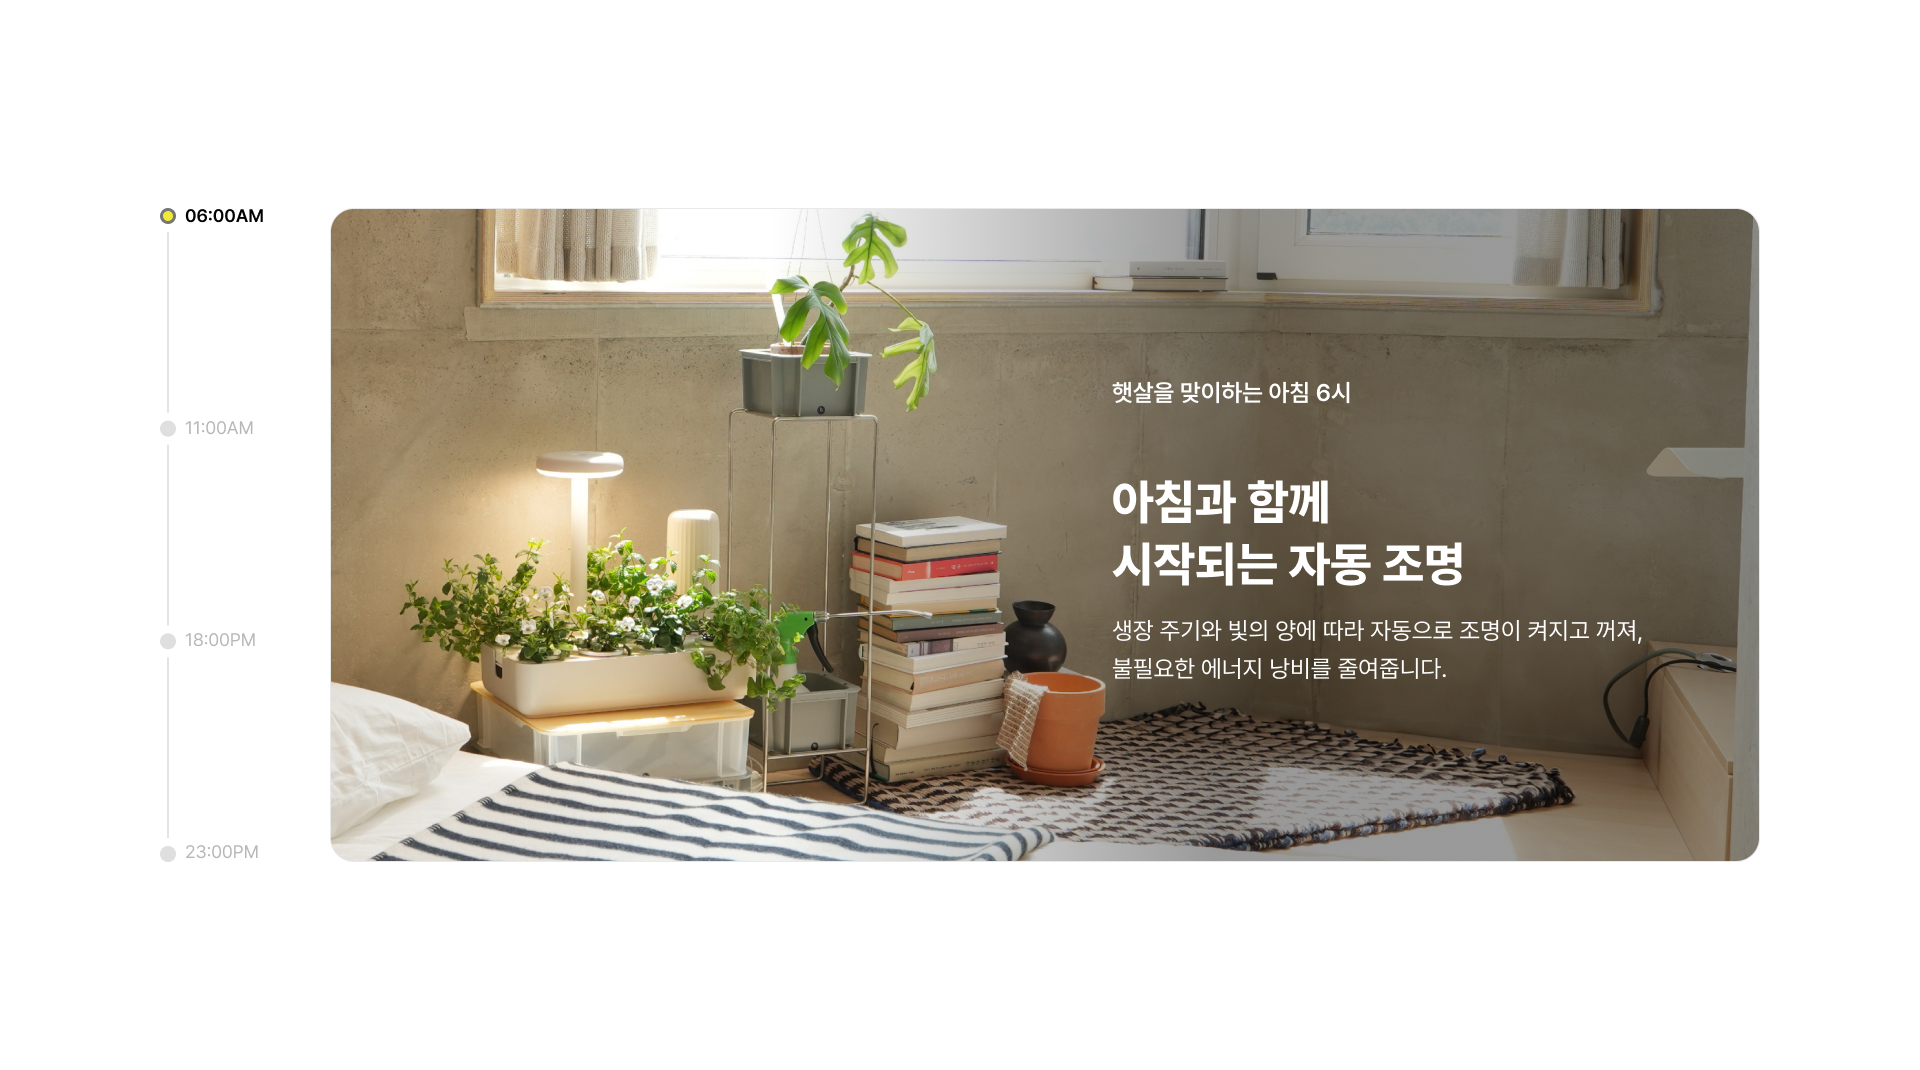 06:00AM
11:00AM
18:00PM
23:00PM
햇살을 맞이하는 아침 6시
아침과 함께
시작되는 자동 조명
생장 주기와 빛의 양에 따라 자동으로 조명이 켜지고 꺼져,
불필요한 에너지 낭비를 줄여줍니다.